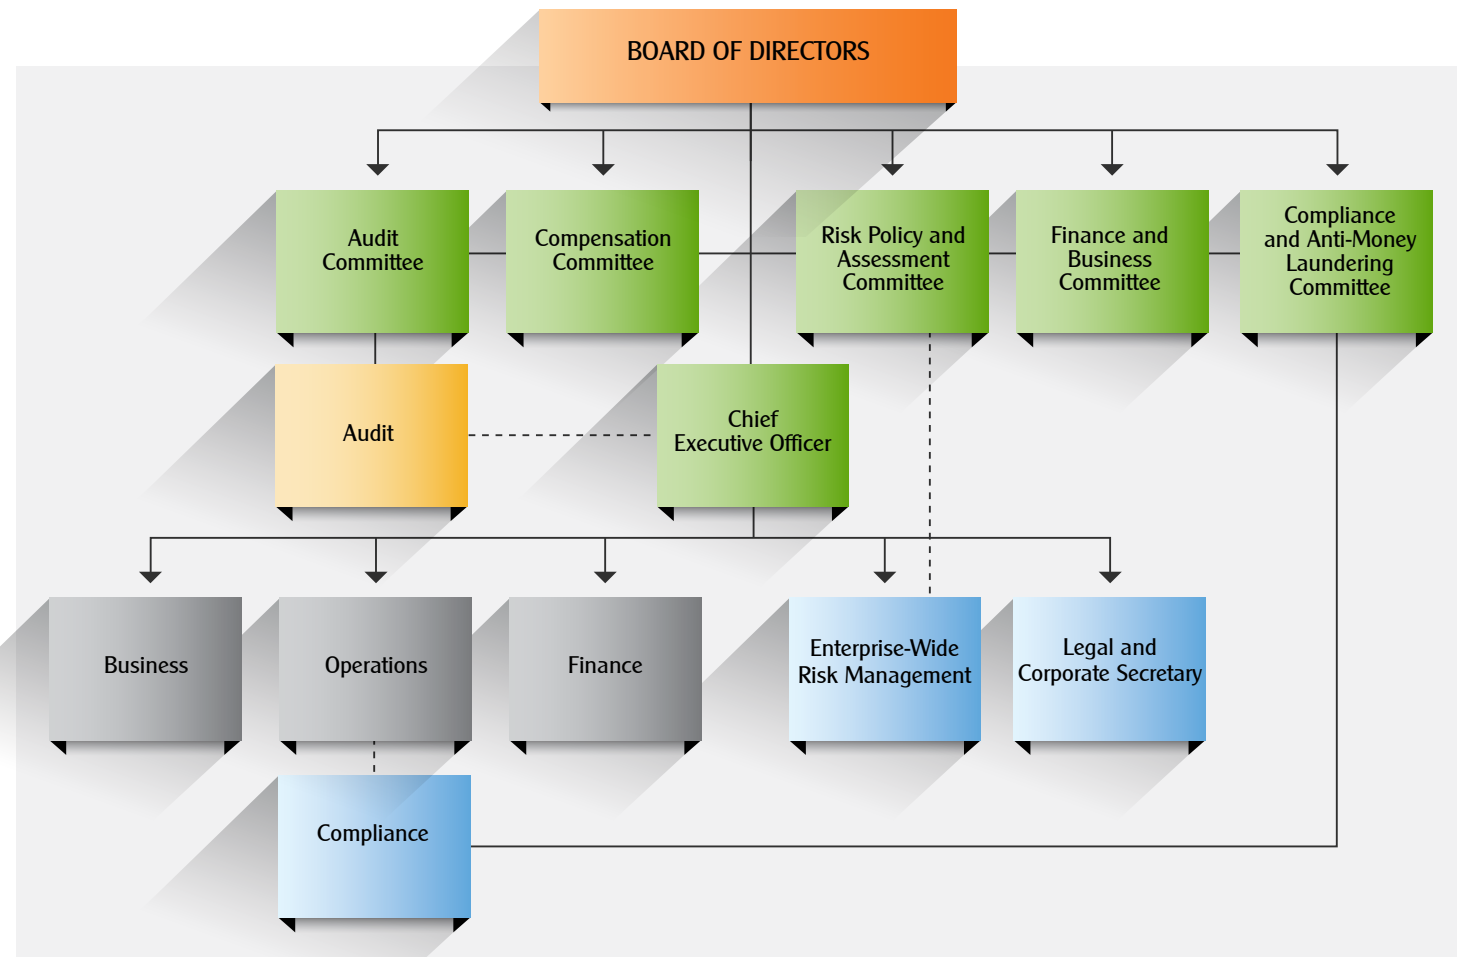 BOARD OF DIRECTORS
Audit
Committee
Compensation
Committee
Risk Policy and
Assessment
Committee
Finance and
Business
Committee
Compliance
and Anti-Money
Laundering
Committee
Audit
Chief
Executive Officer
Business
Operations
Finance
Enterprise-Wide
Risk Management
Legal and
Corporate Secretary
Compliance